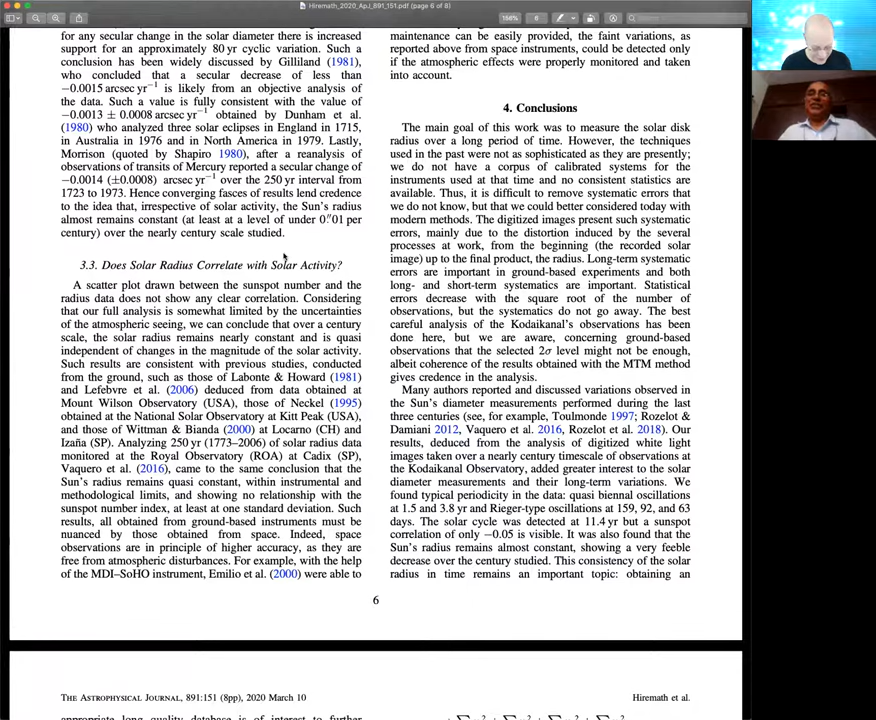 Hiremath_2020_ApJ_891_151.pdf (page 6 of 8)
156%
6
Search
for any secular change in the solar diameter there is increased
support for an approximately 80 yr cyclic variation. Such a
conclusion has been widely discussed by Gilliland (1981),
who concluded that a secular decrease of less than
−0.0015 arcsec yr−1 is likely from an objective analysis of
the data. Such a value is fully consistent with the value of
−0.0013 ± 0.0008 arcsec yr−1 obtained by Dunham et al.
(1980) who analyzed three solar eclipses in England in 1715,
in Australia in 1976 and in North America in 1979. Lastly,
Morrison (quoted by Shapiro 1980), after a reanalysis of
observations of transits of Mercury reported a secular change of
−0.0014 (±0.0008) arcsec yr−1 over the 250 yr interval from
1723 to 1973. Hence converging fasces of results lend credence
to the idea that, irrespective of solar activity, the Sun's radius
almost remains constant (at least at a level of under 0″01 per
century) over the nearly century scale studied.
3.3. Does Solar Radius Correlate with Solar Activity?
A scatter plot drawn between the sunspot number and the
radius data does not show any clear correlation. Considering
that our full analysis is somewhat limited by the uncertainties
of the atmospheric seeing, we can conclude that over a century
scale, the solar radius remains nearly constant and is quasi
independent of changes in the magnitude of the solar activity.
Such results are consistent with previous studies, conducted
from the ground, such as those of Labonte & Howard (1981)
and Lefebvre et al. (2006) deduced from data obtained at
Mount Wilson Observatory (USA), those of Neckel (1995)
obtained at the National Solar Observatory at Kitt Peak (USA),
and those of Wittman & Bianda (2000) at Locarno (CH) and
Izaña (SP). Analyzing 250 yr (1773–2006) of solar radius data
monitored at the Royal Observatory (ROA) at Cadix (SP),
Vaquero et al. (2016), came to the same conclusion that the
Sun's radius remains quasi constant, within instrumental and
methodological limits, and showing no relationship with the
sunspot number index, at least at one standard deviation. Such
results, all obtained from ground-based instruments must be
nuanced by those obtained from space. Indeed, space
observations are in principle of higher accuracy, as they are
free from atmospheric disturbances. For example, with the help
of the MDI–SoHO instrument, Emilio et al. (2000) were able to
maintenance can be easily provided, the faint variations, as
reported above from space instruments, could be detected only
if the atmospheric effects were properly monitored and taken
into account.
4. Conclusions
The main goal of this work was to measure the solar disk
radius over a long period of time. However, the techniques
used in the past were not as sophisticated as they are presently;
we do not have a corpus of calibrated systems for the
instruments used at that time and no consistent statistics are
available. Thus, it is difficult to remove systematic errors that
we do not know, but that we could better considered today with
modern methods. The digitized images present such systematic
errors, mainly due to the distortion induced by the several
processes at work, from the beginning (the recorded solar
image) up to the final product, the radius. Long-term systematic
errors are important in ground-based experiments and both
long- and short-term systematics are important. Statistical
errors decrease with the square root of the number of
observations, but the systematics do not go away. The best
careful analysis of the Kodaikanal's observations has been
done here, but we are aware, concerning ground-based
observations that the selected 2σ level might not be enough,
albeit coherence of the results obtained with the MTM method
gives credence in the analysis.
Many authors reported and discussed variations observed in
the Sun's diameter measurements performed during the last
three centuries (see, for example, Toulmonde 1997; Rozelot &
Damiani 2012, Vaquero et al. 2016, Rozelot et al. 2018). Our
results, deduced from the analysis of digitized white light
images taken over a nearly century timescale of observations at
the Kodaikanal Observatory, added greater interest to the solar
diameter measurements and their long-term variations. We
found typical periodicity in the data: quasi biennal oscillations
at 1.5 and 3.8 yr and Rieger-type oscillations at 159, 92, and 63
days. The solar cycle was detected at 11.4 yr but a sunspot
correlation of only −0.05 is visible. It was also found that the
Sun's radius remains almost constant, showing a very feeble
decrease over the century studied. This consistency of the solar
radius in time remains an important topic: obtaining an
6
THE ASTROPHYSICAL JOURNAL, 891:151 (8pp), 2020 March 10
Hiremath et al.
appropriate long quality database is of interest to further